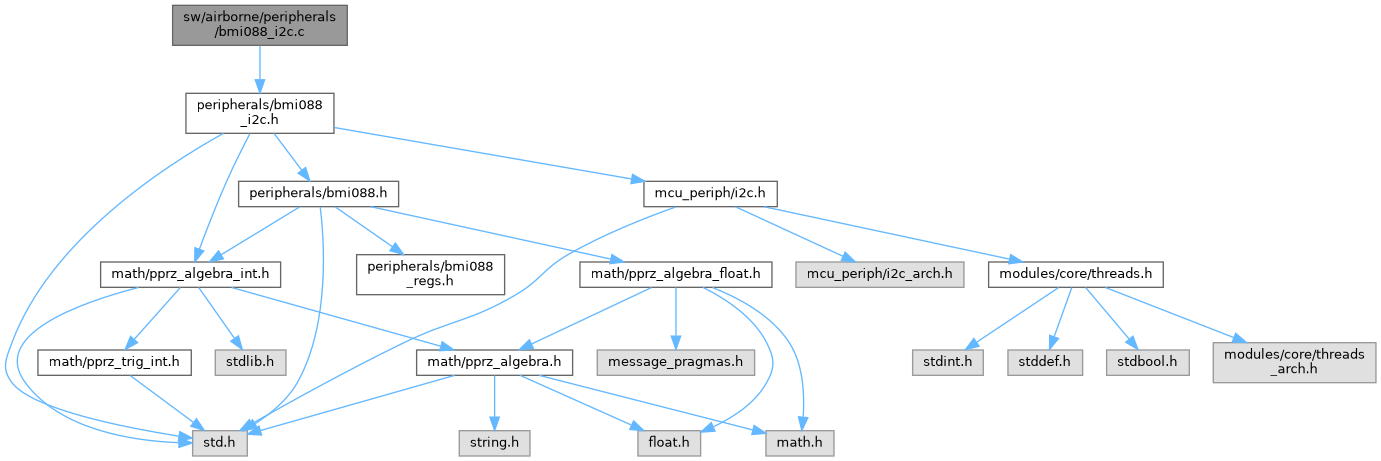 sw/airborne/peripherals
/bmi088_i2c.c
peripherals/bmi088
_i2c.h
peripherals/bmi088.h
mcu_periph/i2c.h
math/pprz_algebra_int.h
peripherals/bmi088
_regs.h
math/pprz_algebra_float.h
mcu_periph/i2c_arch.h
modules/core/threads.h
math/pprz_trig_int.h
stdlib.h
math/pprz_algebra.h
message_pragmas.h
stdint.h
stddef.h
stdbool.h
modules/core/threads
_arch.h
std.h
string.h
float.h
math.h